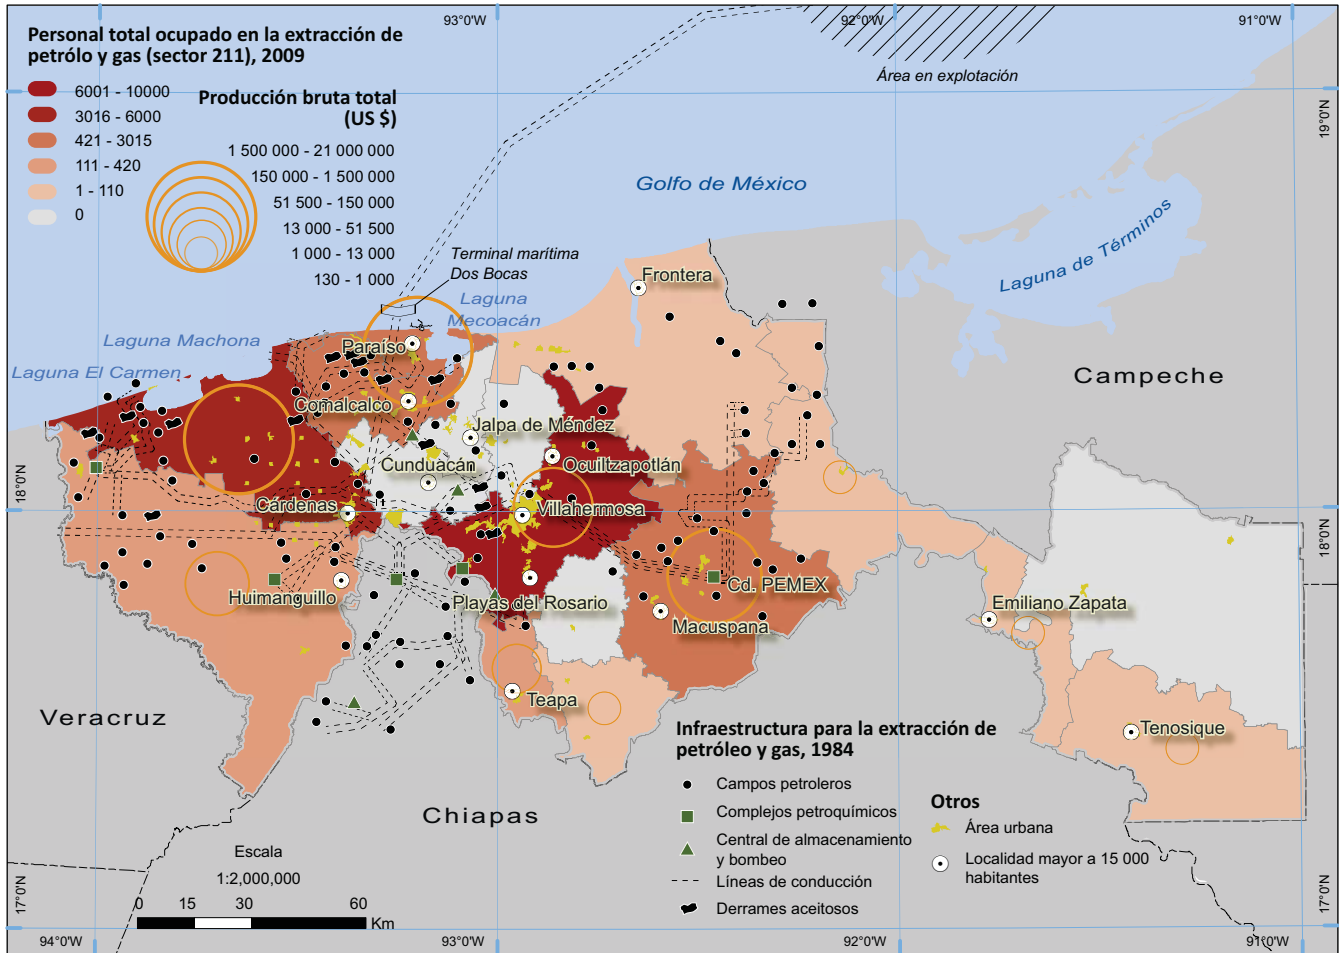 93°0'W
92°0'W
91°0'W
Personal total ocupado en la extracción de
petrólo y gas (sector 211), 2009
6001 - 10000
3016 - 6000
421 - 3015
111 - 420
1 - 110
0
Producción bruta total
(US $)
1 500 000 - 21 000 000
150 000 - 1 500 000
51 500 - 150 000
13 000 - 51 500
1 000 - 13 000
130 - 1 000
Área en explotación
19°0'N
Golfo de México
Laguna de Términos
Terminal marítima
Dos Bocas
Frontera
Laguna
Mecoacán
Laguna Machona
Paraíso
Laguna El Carmen
Campeche
Comalcalco
Jalpa de Méndez
Cunduacán
Ocuiltzapotlán
18°0'N
Cárdenas
Villahermosa
18°0'N
Cd. PEMEX
Huimanguillo
Playas del Rosario
Emiliano Zapata
Macuspana
Teapa
Veracruz
Tenosique
Chiapas
Infraestructura para la extracción de
petróleo y gas, 1984
Campos petroleros
Complejos petroquímicos
Central de almacenamiento
y bombeo
Líneas de conducción
Derrames aceitosos
Otros
Área urbana
Localidad mayor a 15 000
habitantes
Escala
1:2,000,000
0 15 30 60
Km
17°0'N
17°0'N
94°0'W
93°0'W
92°0'W
91°0'W